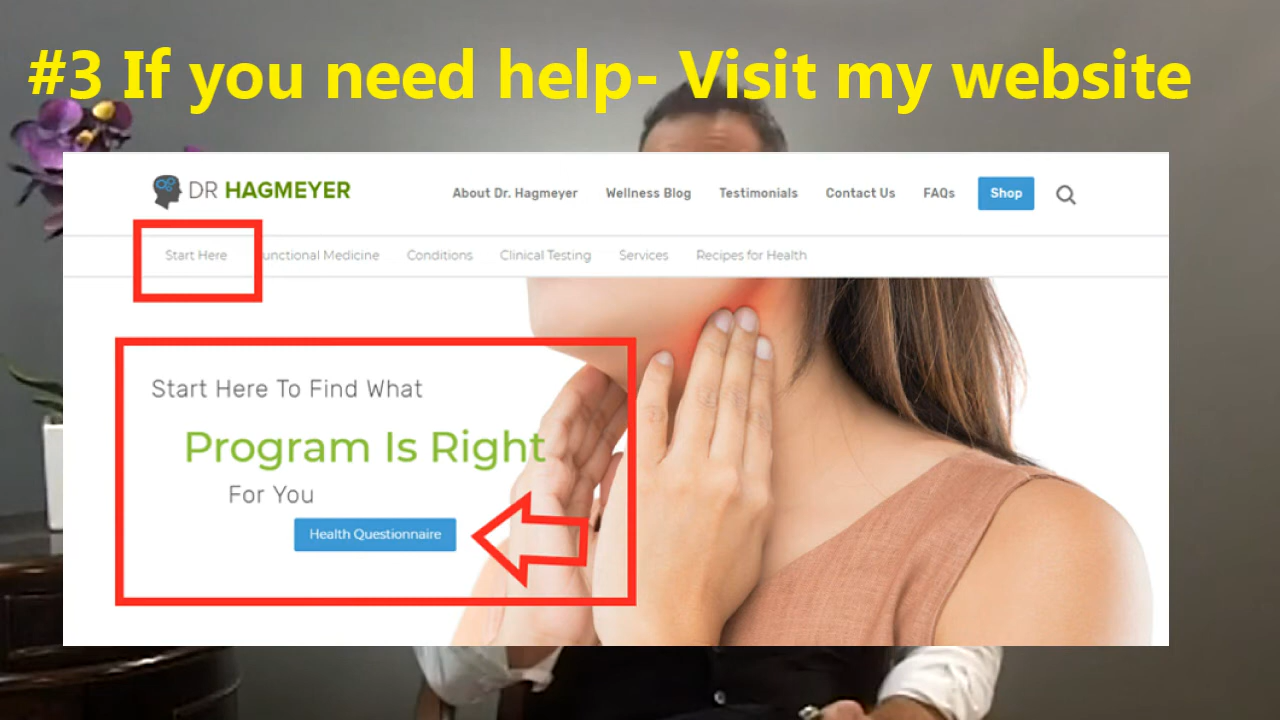 #3 If you need help- Visit my website
DR HAGMEYER
About Dr. Hagmeyer Wellness Blog Testimonials Contact Us FAQs Shop
Start Here unctional Medicine Conditions Clinical Testing Services Recipes for Health
Start Here To Find What
Program Is Right
For You
Health Questionnaire